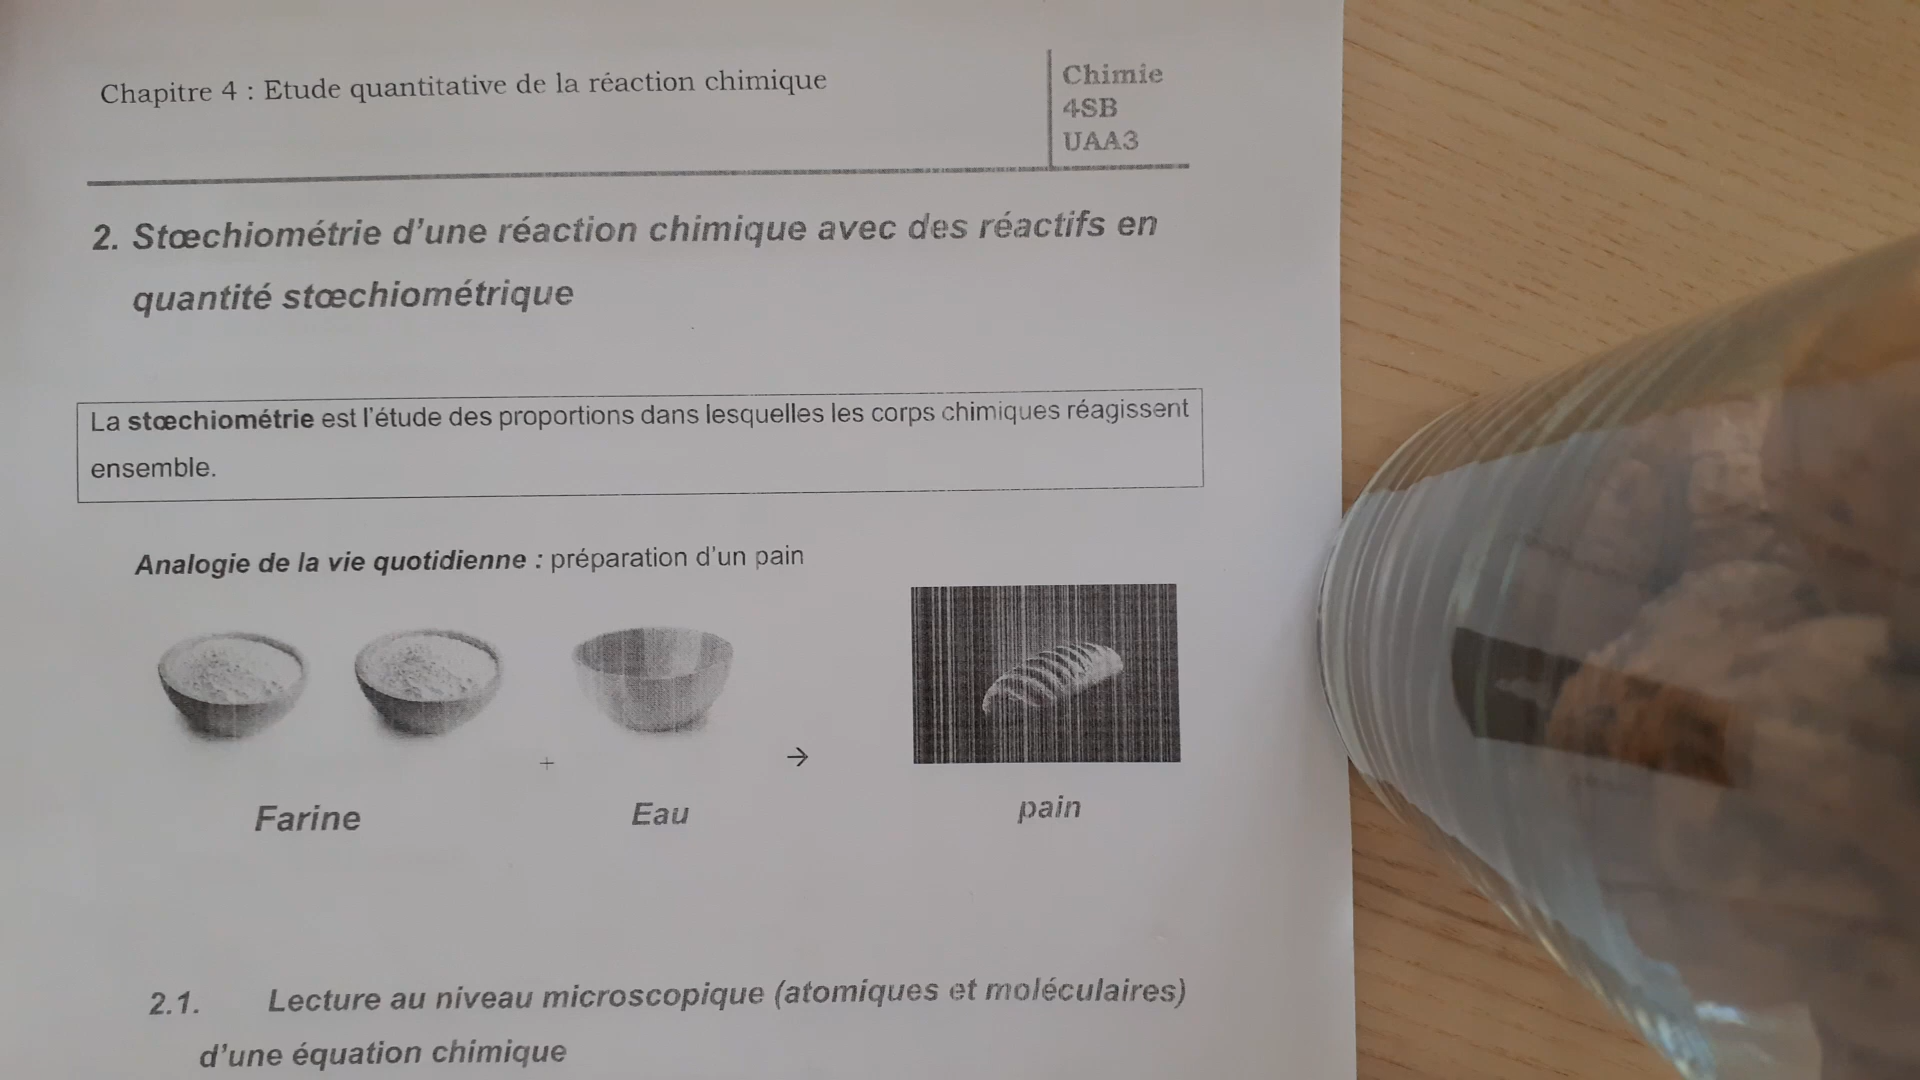 Chapitre 4 : Etude quantitative de la réaction chimique
Chimie
4SB
UAA3
2. Stœchiométrie d'une réaction chimique avec des réactifs en
quantité stœchiométrique
La stœchiométrie est l'étude des proportions dans lesquelles les corps chimiques réagissent
ensemble.
Analogie de la vie quotidienne : préparation d'un pain
+ →
Farine Eau pain
2.1. Lecture au niveau microscopique (atomiques et moléculaires)
d'une équation chimique